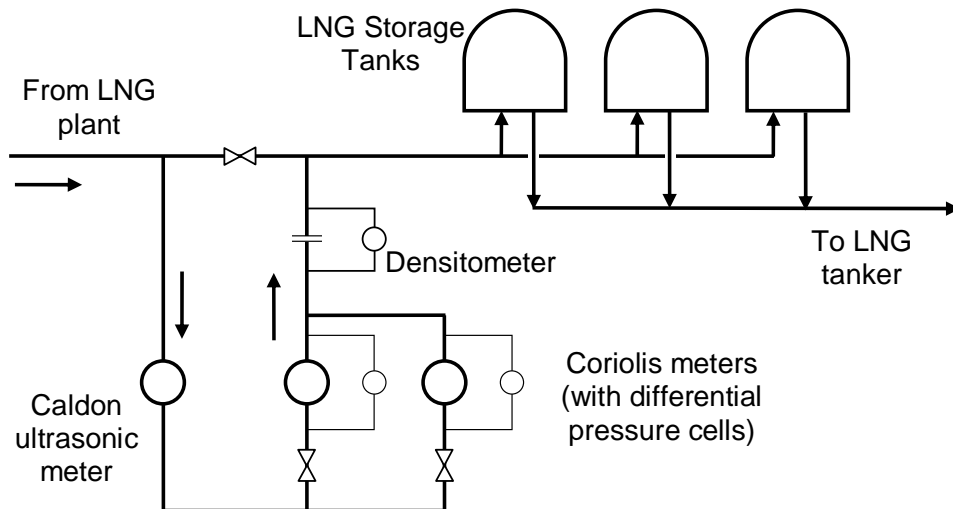 LNG Storage
Tanks
From LNG
plant
To LNG
tanker
Densitometer
Coriolis meters
(with differential
pressure cells)
Caldon
ultrasonic
meter